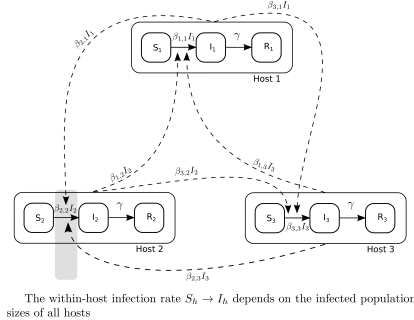 β3,1I1
β2,1I1
S1 β1,1I1 I1 γ R1
Host 1
β1,2I2
β3,2I2
β1,3I3
S2 β2,2I2 I2 γ R2
Host 2
S3 β3,3I3 I3 γ R3
Host 3
β2,3I3
The within-host infection rate Sh → Ih depends on the infected population
sizes of all hosts